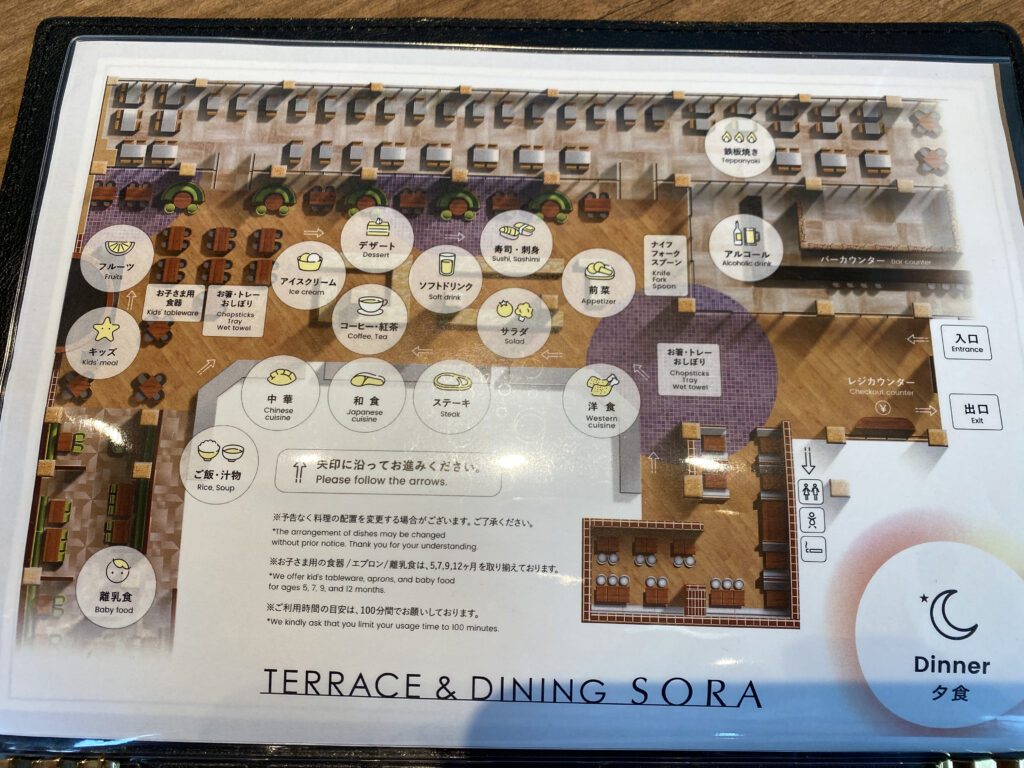 鉄板焼き
Teppanyaki
フルーツ
Fruits
デザート
Dessert
寿司・刺身
Sushi, Sashimi
ナイフ
フォーク
スプーン
Knife
Fork
Spoon
アルコール
Alcoholic drink
バーカウンター bar counter
アイスクリーム
Ice cream
ソフトドリンク
Soft drink
前菜
Appetizer
お子さま用
食器
Kids' tableware
お箸・トレー
おしぼり
Chopsticks
Tray
Wet towel
コーヒー・紅茶
Coffee, Tea
サラダ
Salad
キッズ
Kids' meal
お箸・トレー
おしぼり
Chopsticks
Tray
Wet towel
入口
Entrance
レジカウンター
Checkout counter
¥
出口
Exit
中華
Chinese
cuisine
和食
Japanese
cuisine
ステーキ
Steak
洋食
Western
cuisine
ご飯・汁物
Rice, Soup
矢印に沿ってお進みください。
Please follow the arrows.
※予告なく料理の配置を変更する場合がございます。ご了承ください。
*The arrangement of dishes may be changed
without prior notice. Thank you for your understanding.
※お子さま用の食器/エプロン/離乳食は、5,7,9,12ヶ月を取り揃えております。
*We offer kid's tableware, aprons, and baby food
for ages 5, 7, 9, and 12 months.
※ご利用時間の目安は、100分間でお願いしております。
*We kindly ask that you limit your usage time to 100 minutes.
離乳食
Baby food
TERRACE & DINING SORA
Dinner
夕食